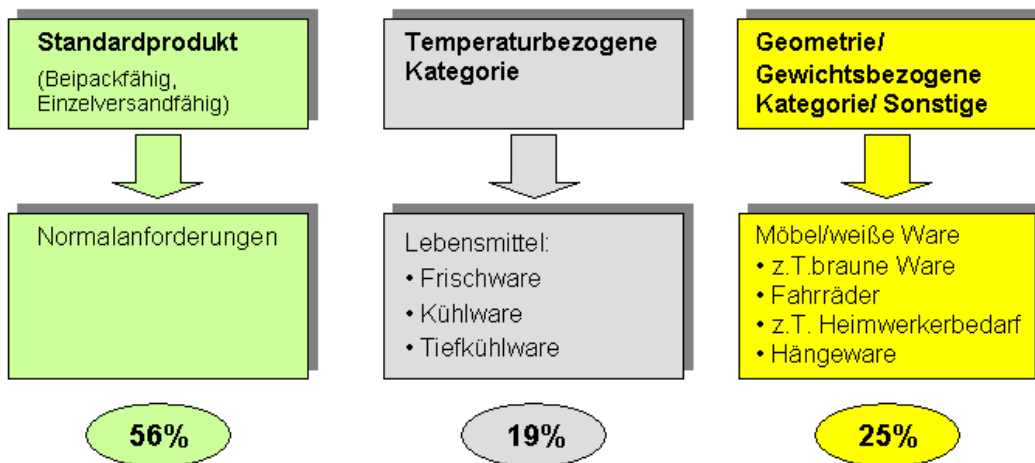 Standardprodukt
(Beipackfähig,
Einzelversandfähig)
Temperaturbezogene
Kategorie
Geometrie/
Gewichtsbezogene
Kategorie/ Sonstige
Normalanforderungen
Lebensmittel:
• Frischware
• Kühlware
• Tiefkühlware
Möbel/weiße Ware
• z.T.braune Ware
• Fahrräder
• z.T. Heimwerkerbedarf
• Hängeware
56%
19%
25%